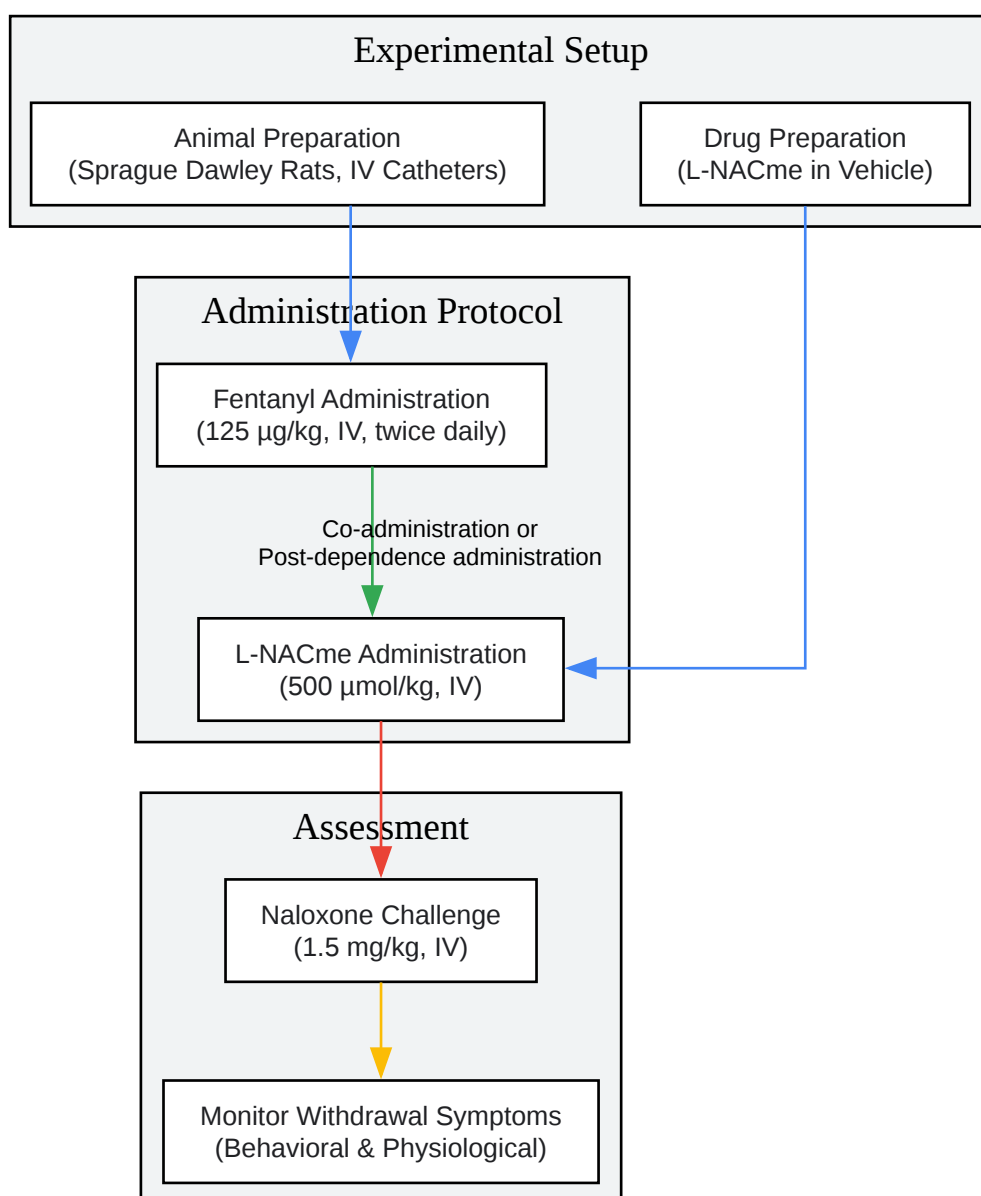 Experimental Setup
Animal Preparation
(Sprague Dawley Rats, IV Catheters)
Drug Preparation
(L-NACme in Vehicle)
Administration Protocol
Fentanyl Administration
(125 µg/kg, IV, twice daily)
Co-administration or
Post-dependence administration
L-NACme Administration
(500 µmol/kg, IV)
Assessment
Naloxone Challenge
(1.5 mg/kg, IV)
Monitor Withdrawal Symptoms
(Behavioral & Physiological)